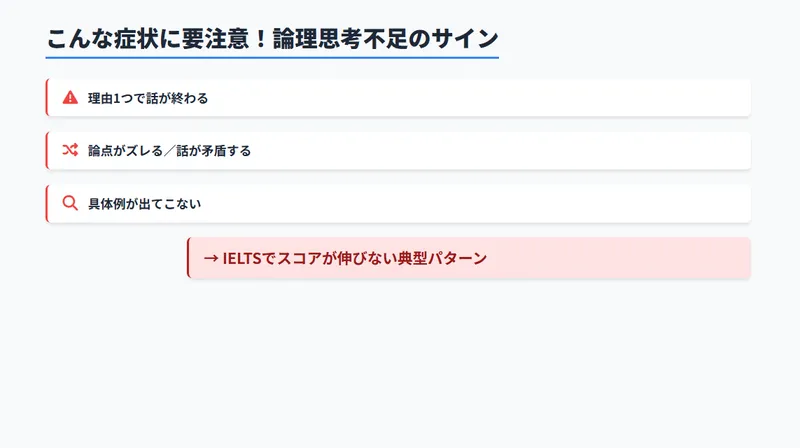 こんな症状に要注意！論理思考不足のサイン
理由1つで話が終わる
論点がズレる／話が矛盾する
具体例が出てこない
→ IELTSでスコアが伸びない典型パターン